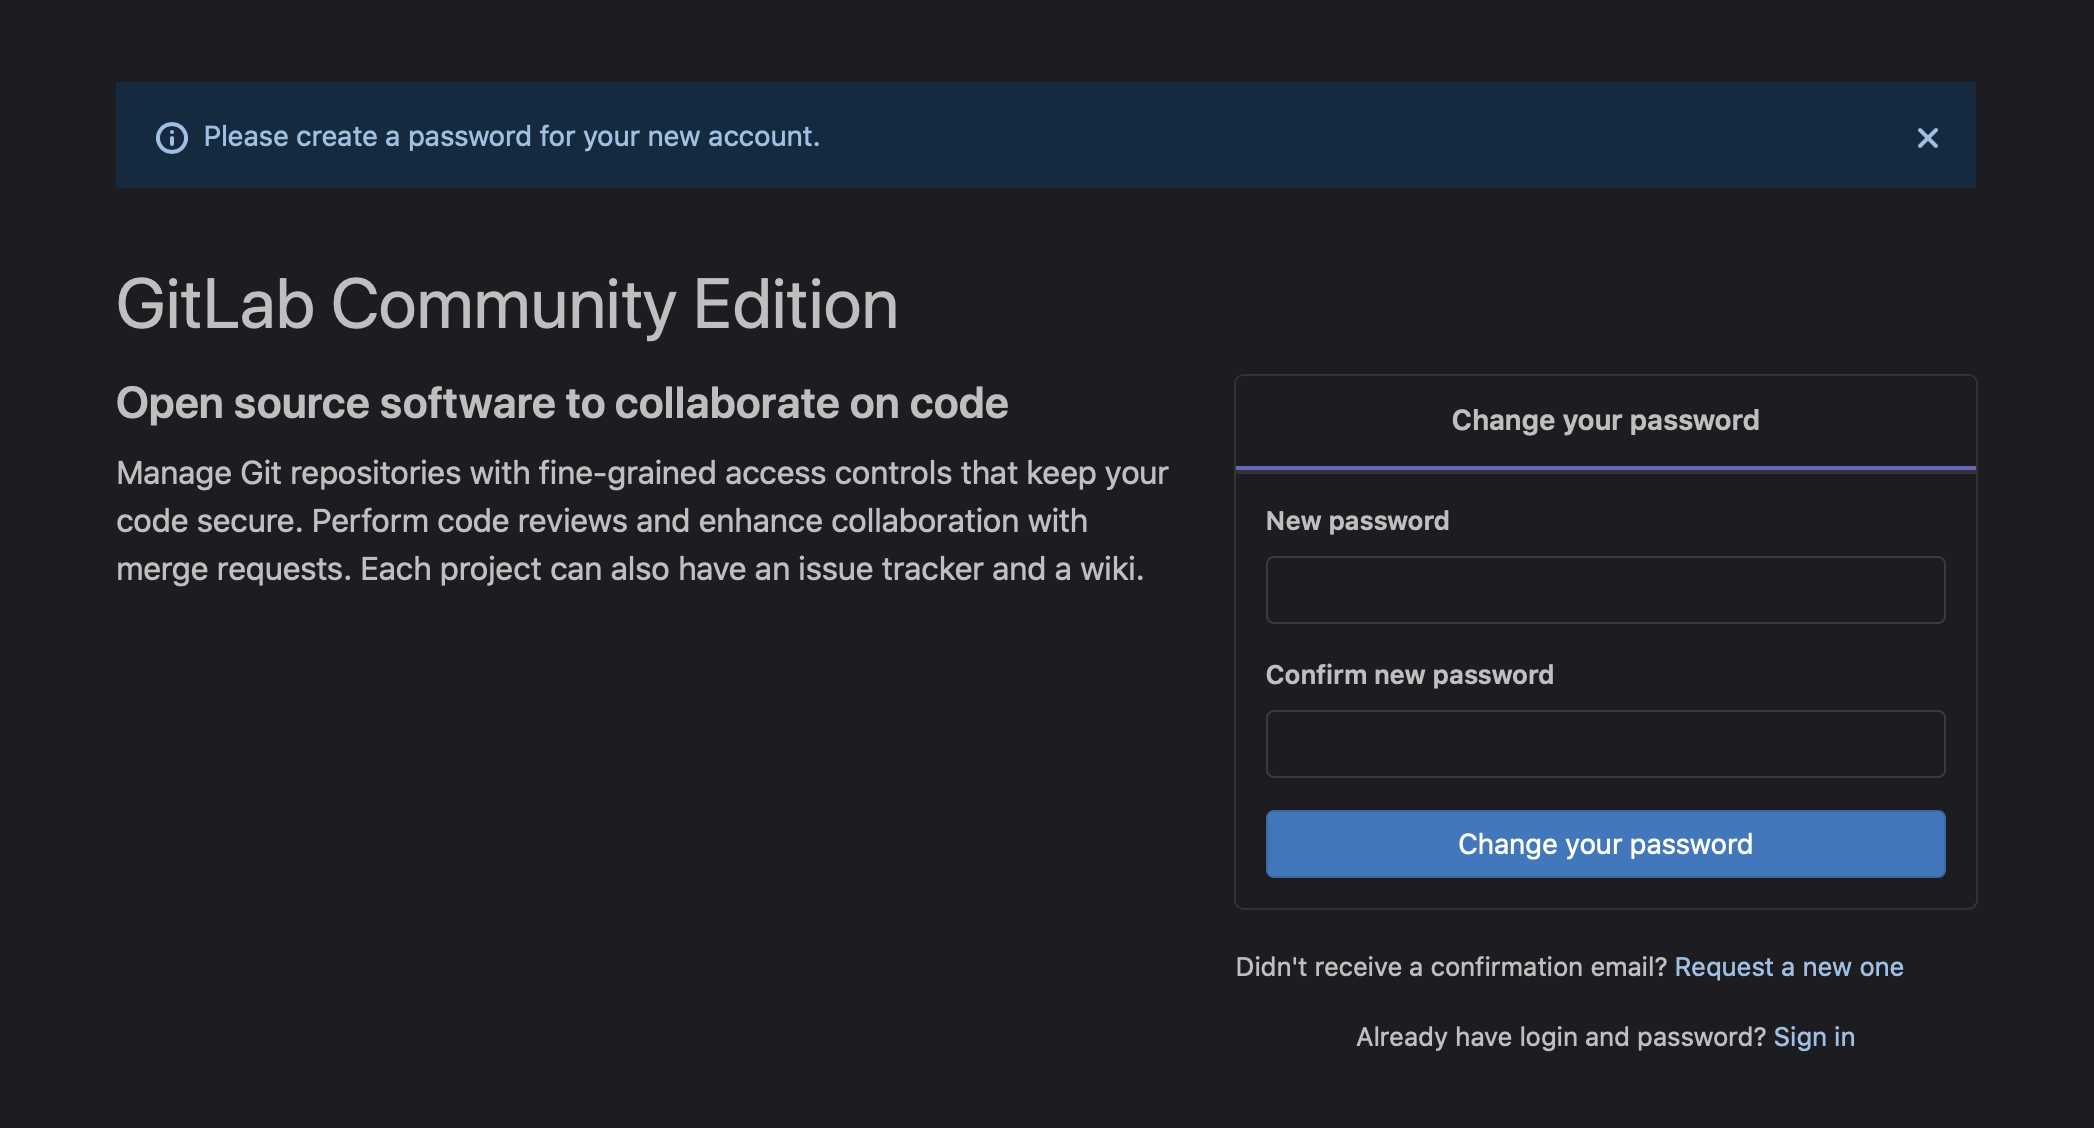 Please create a password for your new account.
GitLab Community Edition
Open source software to collaborate on code
Manage Git repositories with fine-grained access controls that keep your
code secure. Perform code reviews and enhance collaboration with
merge requests. Each project can also have an issue tracker and a wiki.
Change your password
New password
Confirm new password
Change your password
Didn't receive a confirmation email? Request a new one
Already have login and password? Sign in